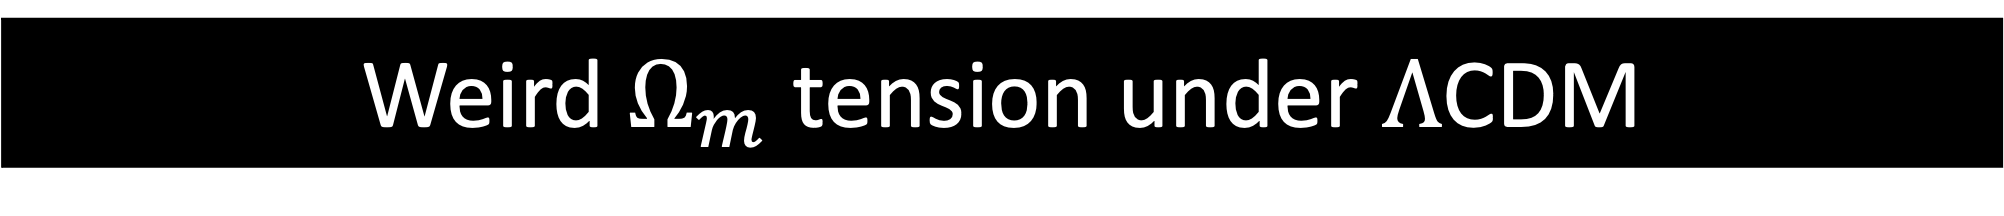 Weird Ωₘ tension under ΛCDM